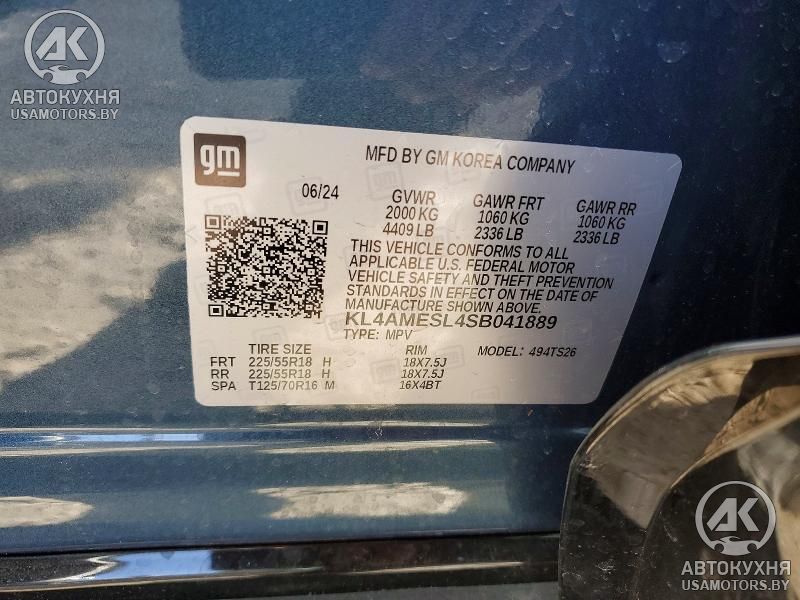 AK
АВТОКУХНЯ
USAMOTORS.BY
gm
MFD BY GM KOREA COMPANY
06/24 GVWR GAWR FRT GAWR RR
2000 KG 1060 KG 1060 KG
4409 LB 2336 LB 2336 LB
THIS VEHICLE CONFORMS TO ALL
APPLICABLE U.S. FEDERAL MOTOR
VEHICLE SAFETY AND THEFT PREVENTION
STANDARDS IN EFFECT ON THE DATE OF
MANUFACTURE SHOWN ABOVE.
KL4AMESL4SB041889
TYPE: MPV
TIRE SIZE RIM MODEL: 494TS26
FRT 225/55R18 H 18X7.5J
RR 225/55R18 H 18X7.5J
SPA T125/70R16 M 16X4BT
AK
АВТОКУХНЯ
USAMOTORS.BY